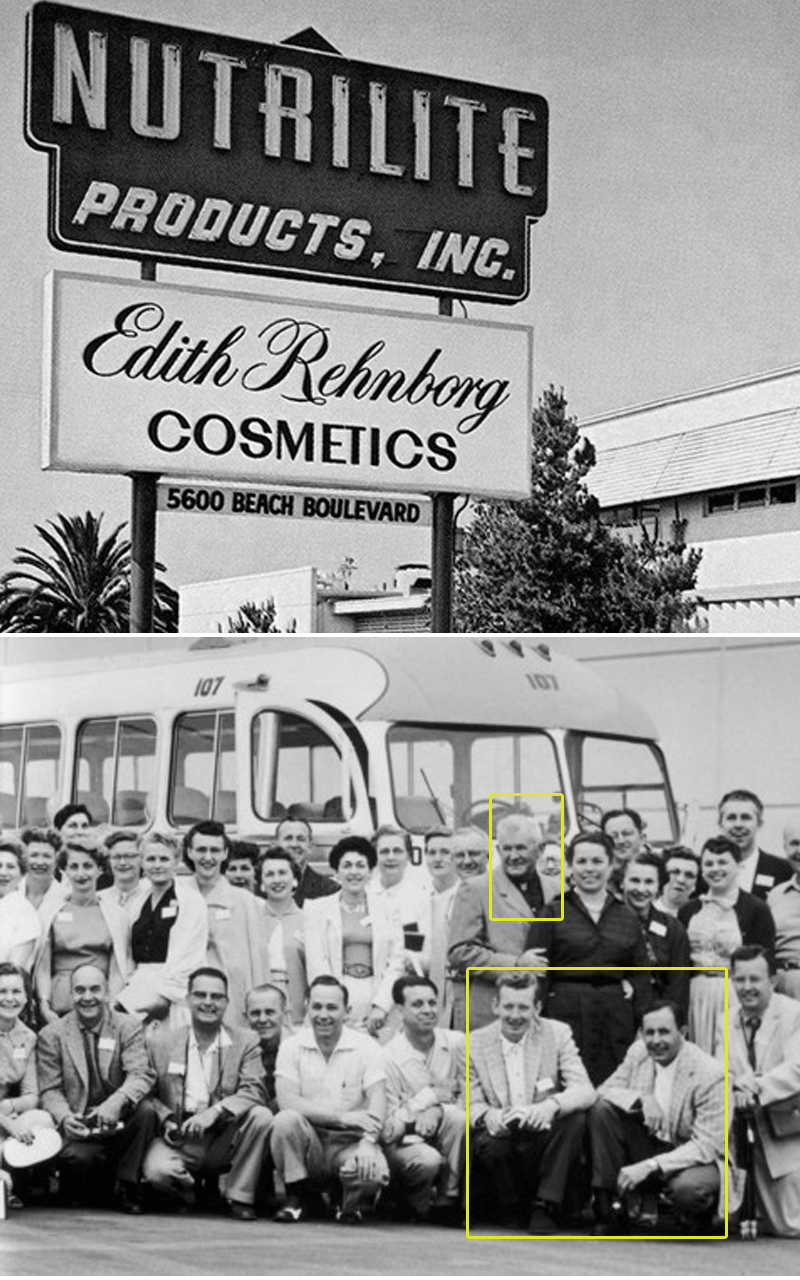 NUTRILITE
PRODUCTS, INC.
Edith Rehnborg
COSMETICS
5600 BEACH BOULEVARD
107
107